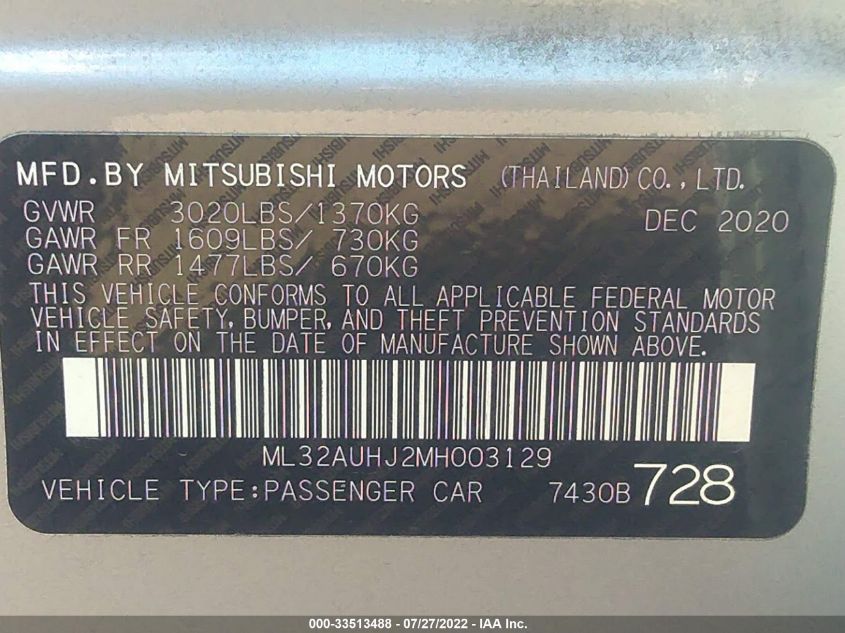 MFD.BY MITSUBISHI MOTORS (THAILAND) CO., LTD.
GVWR 3020LBS/1370KG DEC 2020
GAWR FR 1609LBS/ 730KG
GAWR RR 1477LBS/ 670KG
THIS VEHICLE CONFORMS TO ALL APPLICABLE FEDERAL MOTOR
VEHICLE SAFETY, BUMPER, AND THEFT PREVENTION STANDARDS
IN EFFECT ON THE DATE OF MANUFACTURE SHOWN ABOVE.
ML32AUHJ2MH003129
VEHICLE TYPE:PASSENGER CAR 7430B 728
000-33513488 - 07/27/2022 - IAA Inc.